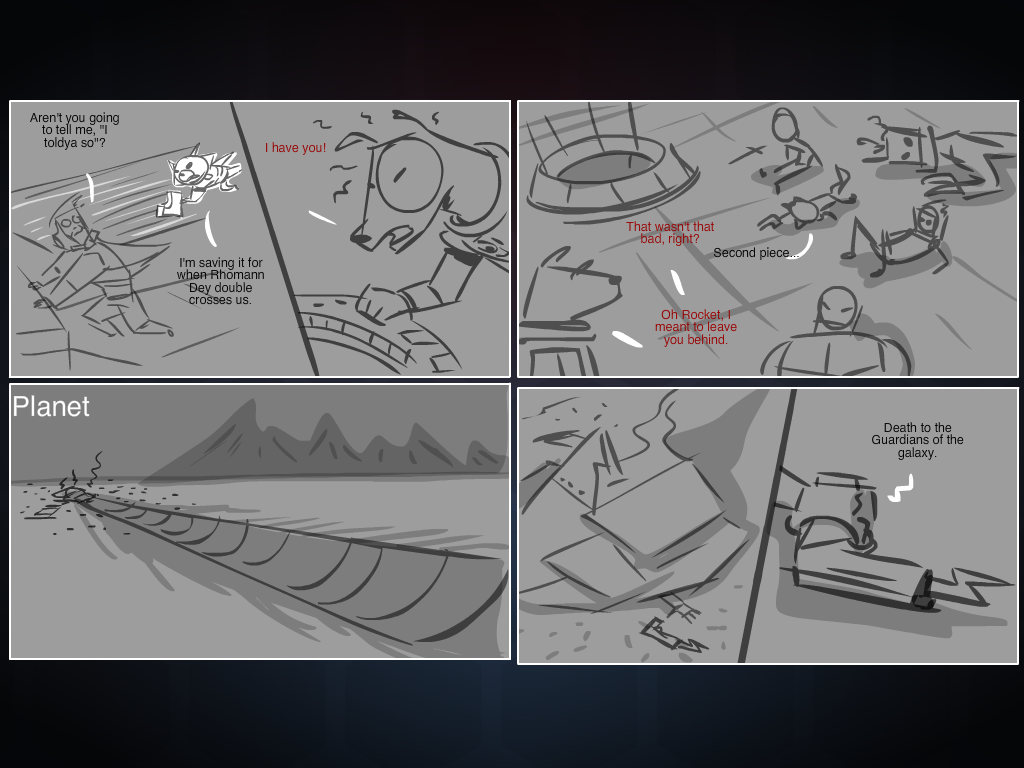 Aren't you going
to tell me, "I
toldya so"?
I'm saving it for
when Rhomann
Dey double
crosses us.
I have you!
That wasn't that
bad, right?
Second piece...
Oh Rocket, I
meant to leave
you behind.
Planet
Death to the
Guardians of the
galaxy.